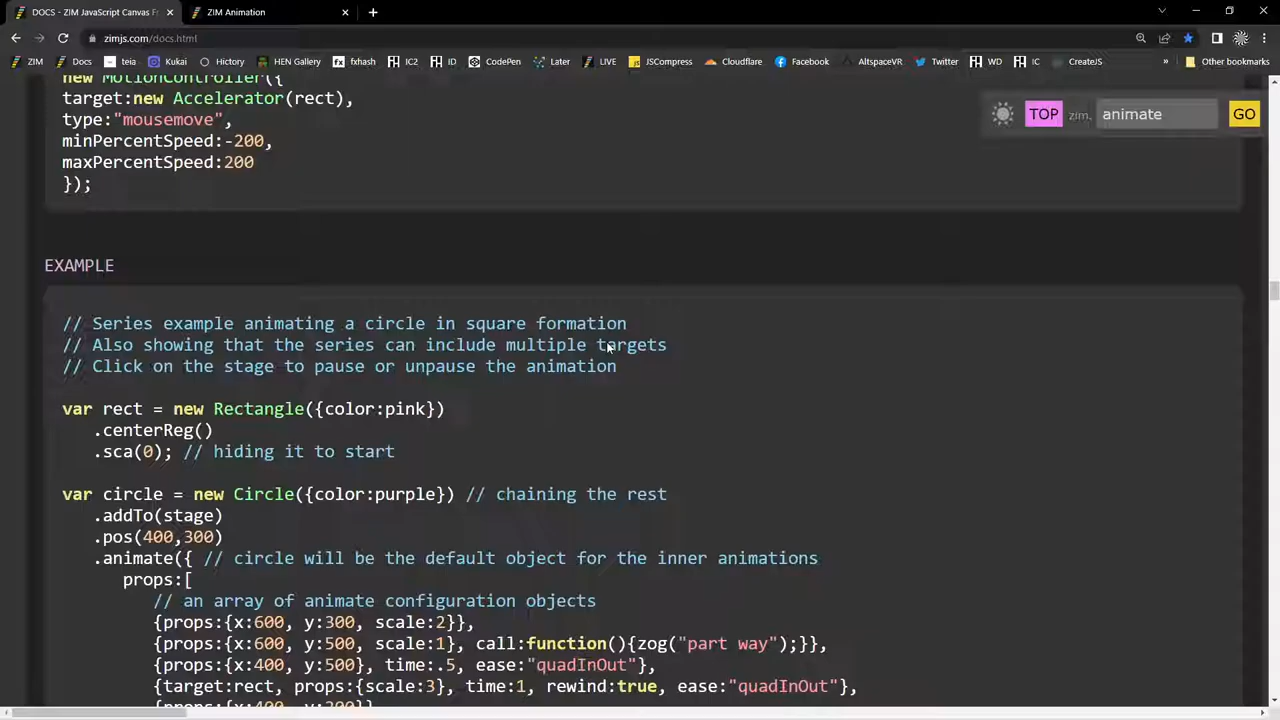 DOCS - ZIM JavaScript Canvas Fr
ZIM Animation
zimjs.com/docs.html
ZIM
Docs
teia
Kukai
Hictory
HEN Gallery
fxhash
IC2
ID
CodePen
Later
LIVE
JSCompress
Cloudflare
Facebook
AltspaceVR
Twitter
WD
IC
CreateJS
»
Other bookmarks
new MotionController({
target:new Accelerator(rect),
type:"mousemove",
minPercentSpeed:-200,
maxPercentSpeed:200
});
TOP
zim.
animate
GO
EXAMPLE
// Series example animating a circle in square formation
// Also showing that the series can include multiple targets
// Click on the stage to pause or unpause the animation
var rect = new Rectangle({color:pink})
.centerReg()
.sca(0); // hiding it to start
var circle = new Circle({color:purple}) // chaining the rest
.addTo(stage)
.pos(400,300)
.animate({ // circle will be the default object for the inner animations
props:[
// an array of animate configuration objects
{props:{x:600, y:300, scale:2}},
{props:{x:600, y:500, scale:1}, call:function(){zog("part way");}},
{props:{x:400, y:500}, time:.5, ease:"quadInOut"},
{target:rect, props:{scale:3}, time:1, rewind:true, ease:"quadInOut"},
{props:{x:400, y:300}}